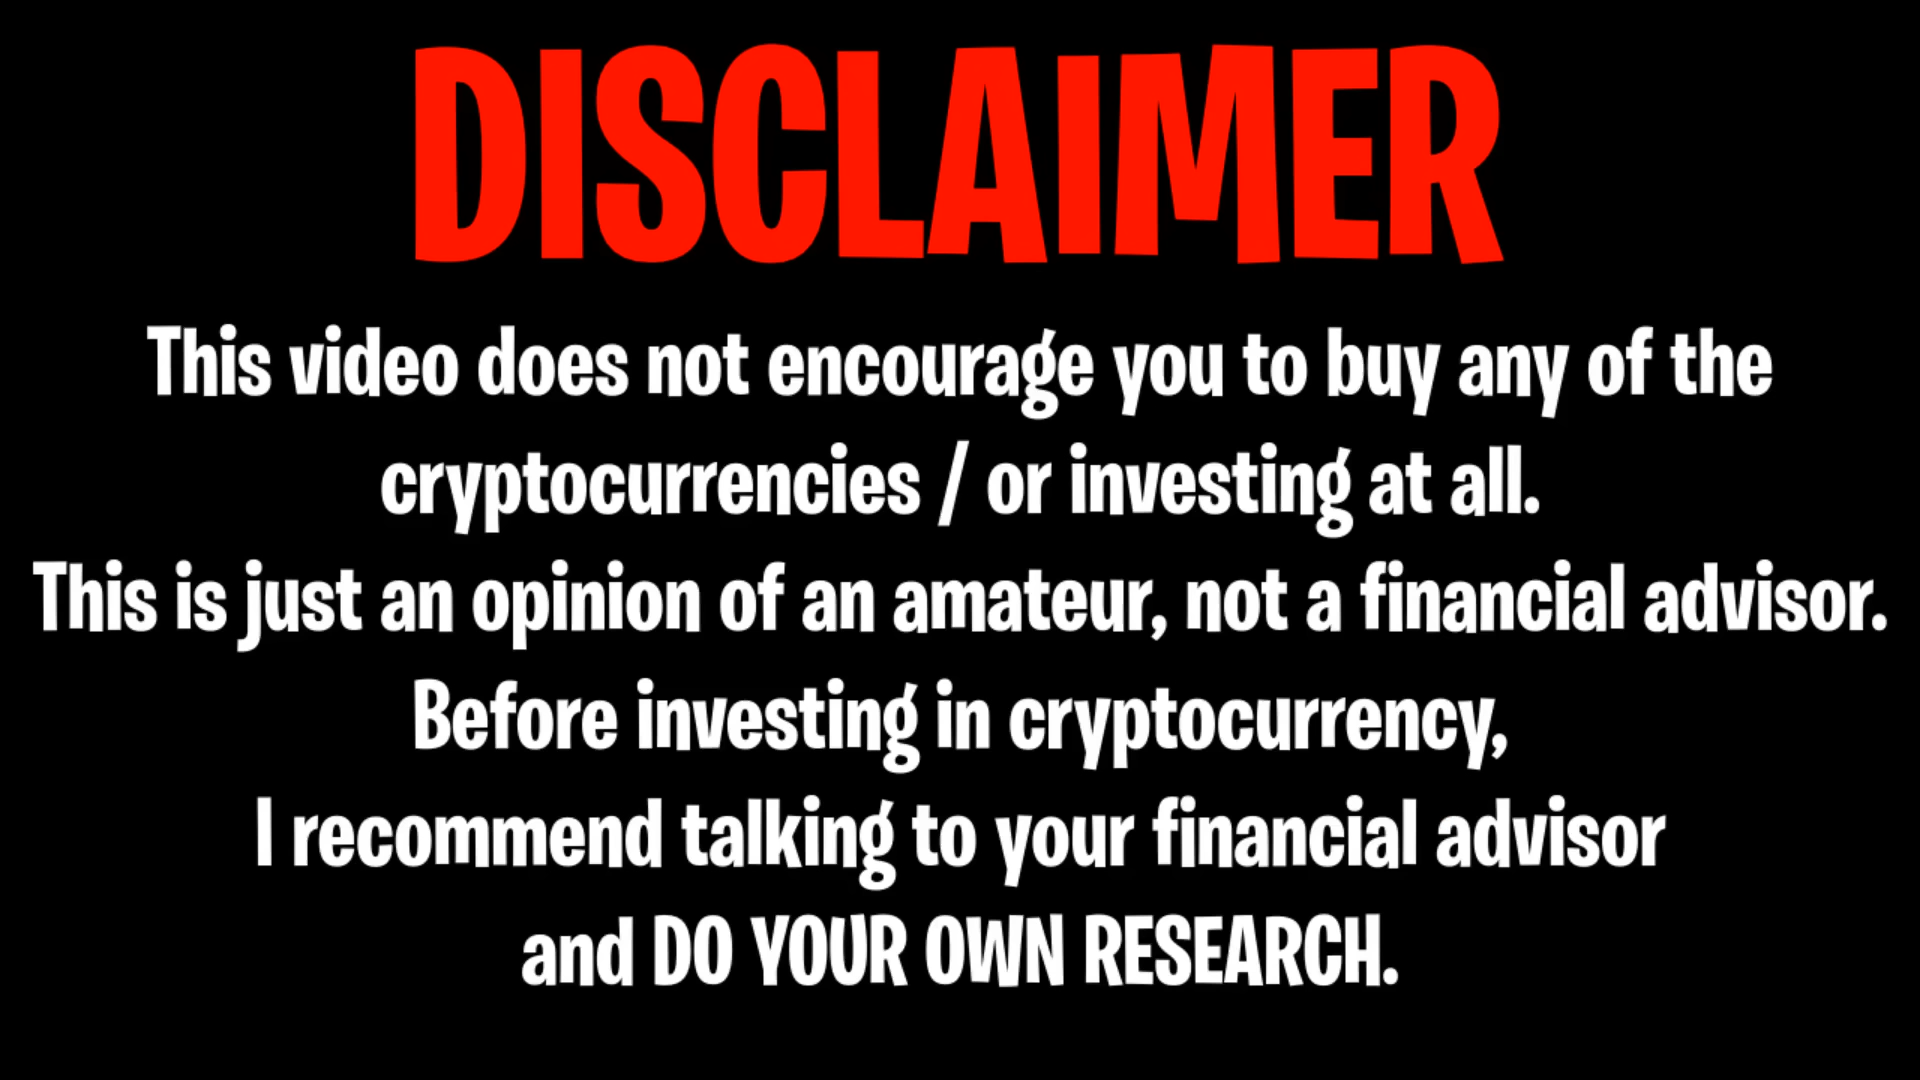 DISCLAIMER
This video does not encourage you to buy any of the
cryptocurrencies / or investing at all.
This is just an opinion of an amateur, not a financial advisor.
Before investing in cryptocurrency,
I recommend talking to your financial advisor
and DO YOUR OWN RESEARCH.